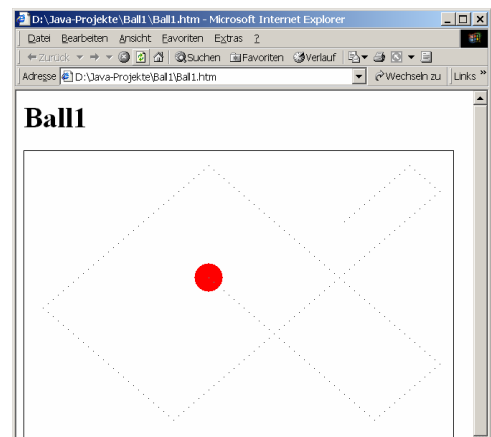 D:\Java-Projekte\Ball1\Ball1.htm - Microsoft Internet Explorer
Datei Bearbeiten Ansicht Favoriten Extras ?
Zurück Suchen Favoriten Verlauf
Adresse D:\Java-Projekte\Ball1\Ball1.htm Wechseln zu Links »
Ball1